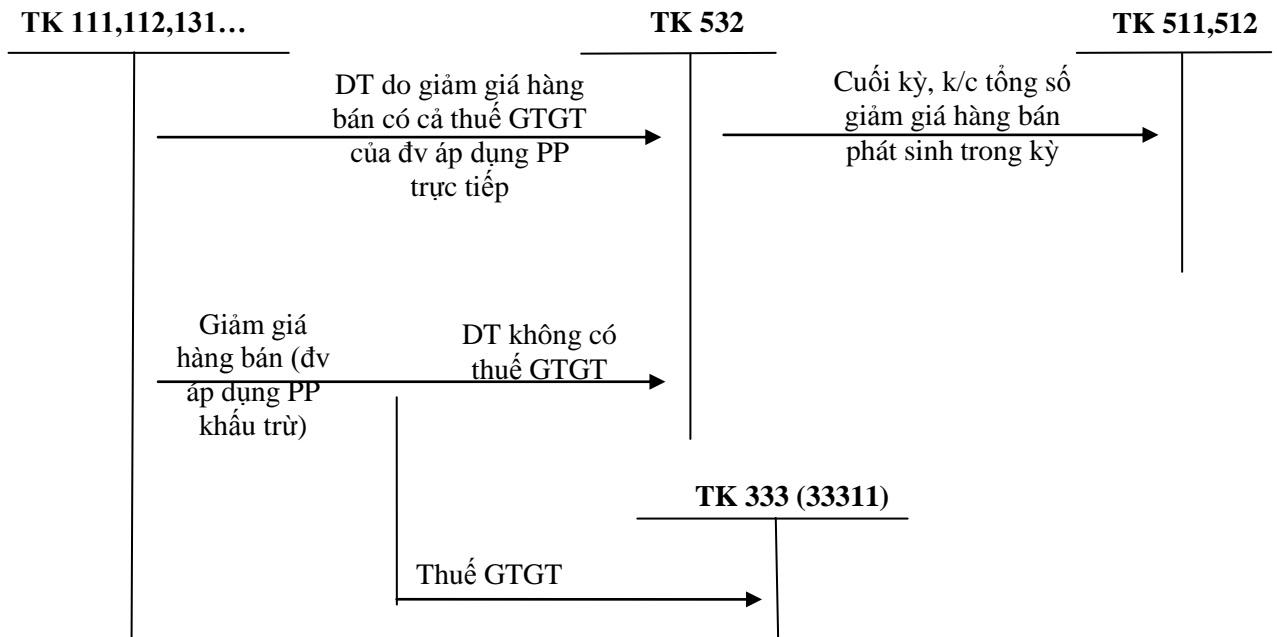 TK 111,112,131…
TK 532
TK 511,512
DT do giảm giá hàng
bán có cả thuế GTGT
của đv áp dụng PP
trực tiếp
Cuối kỳ, k/c tổng số
giảm giá hàng bán
phát sinh trong kỳ
Giảm giá
hàng bán (đv
áp dụng PP
khấu trừ)
DT không có
thuế GTGT
TK 333 (33311)
Thuế GTGT